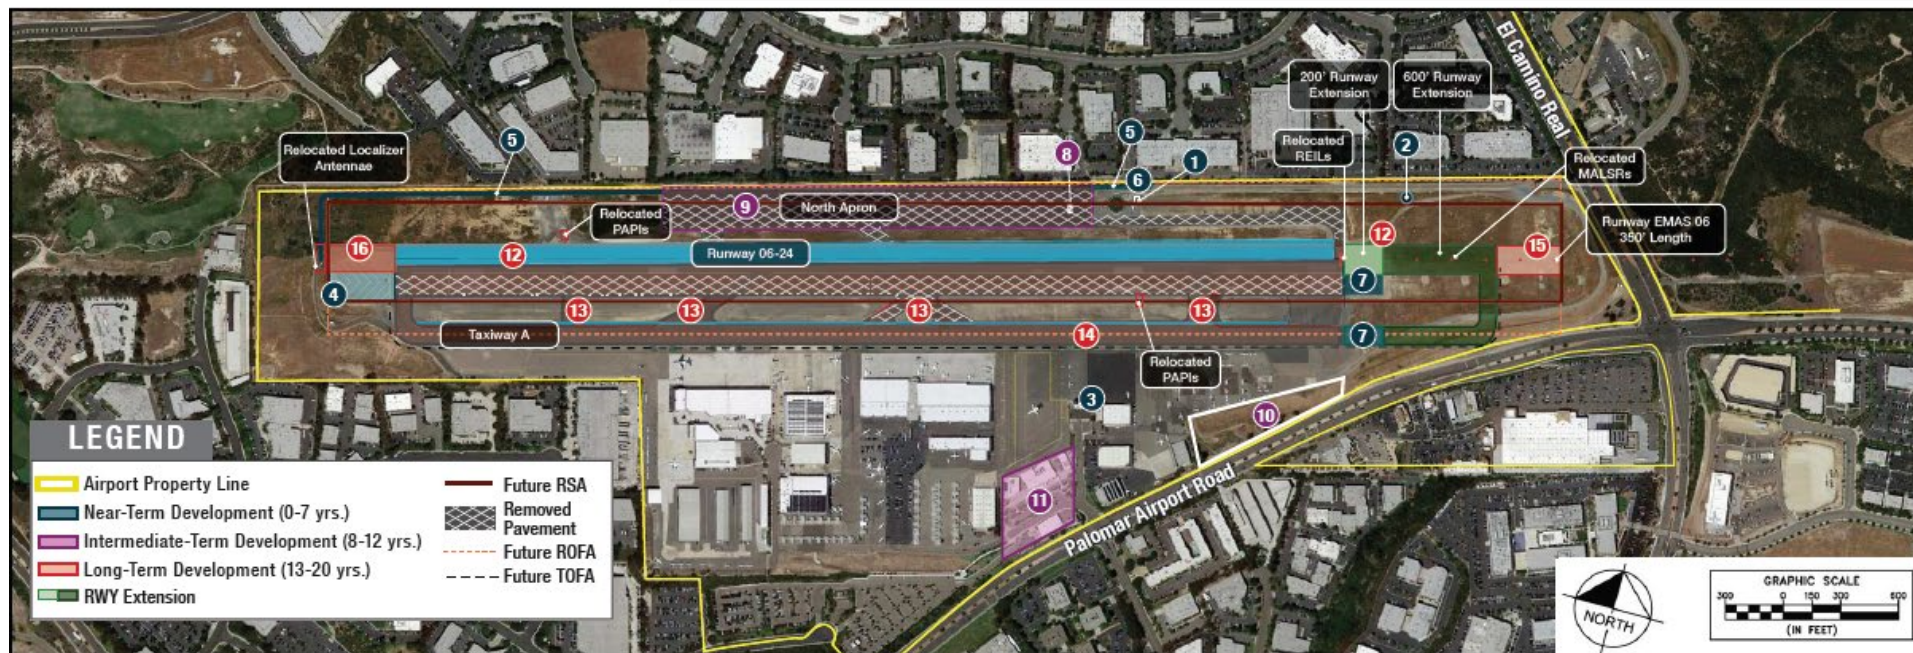 El Camino Real
200' Runway
Extension
600' Runway
Extension
5
Relocated Localizer
Antennae
5
1
2
8
Relocated
REILs
Relocated
MALSRs
6
9
North Apron
Relocated
PAPIs
12
Runway EMAS 06
350' Length
16
12
Runway 06-24
15
4
7
13
13
13
13
Taxiway A
14
7
Relocated
PAPIs
3
10
11
Palomar Airport Road
LEGEND
Airport Property Line
Near-Term Development (0-7 yrs.)
Intermediate-Term Development (8-12 yrs.)
Long-Term Development (13-20 yrs.)
RWY Extension
Future RSA
Removed
Pavement
Future ROFA
Future TOFA
NORTH
GRAPHIC SCALE
300 0 150 300 600
(IN FEET)